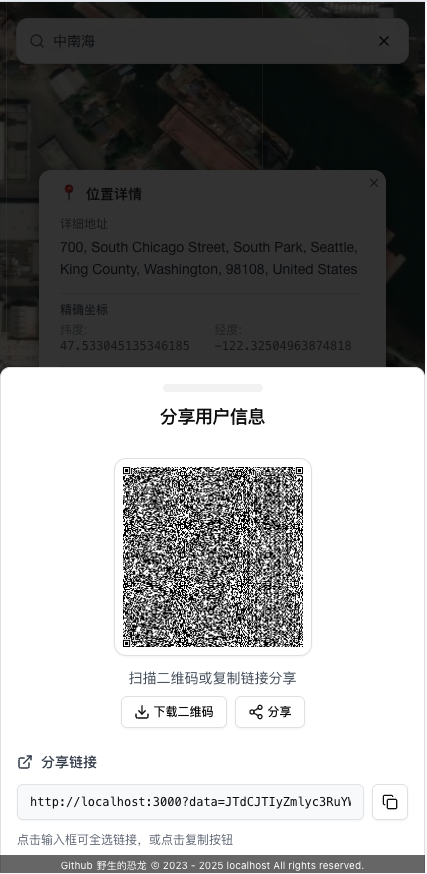 中南海
位置详情
详细地址
700, South Chicago Street, South Park, Seattle,
King County, Washington, 98108, United States
精确坐标
纬度: 经度:
47.533045135346185 -122.32504963874818
分享用户信息
扫描二维码或复制链接分享
下载二维码 分享
分享链接
http://localhost:3000?data=JTdCJTIyZmlyc3RuY
点击输入框可全选链接，或点击复制按钮
Github 野生的恐龙 © 2023 - 2025 localhost All rights reserved.